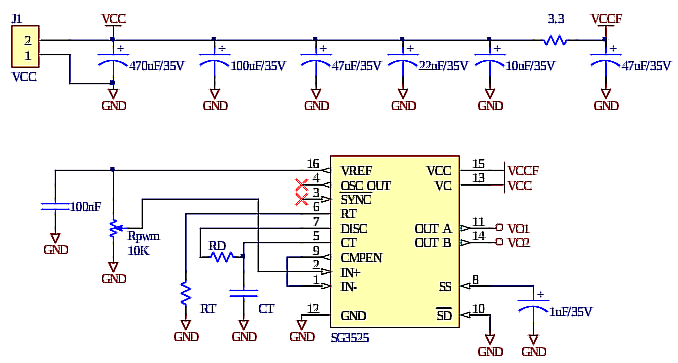 J1
VCC
3.3
VCCF
2
1
VCC
470uF/35V
100uF/35V
47uF/35V
22uF/35V
10uF/35V
47uF/35V
GND
GND
GND
GND
GND
GND
16
VREF
VCC
15
VCCF
4
OSC OUT
VC
13
VCC
3
SYNC
100nF
6
RT
Rpwm
10K
7
DISC
OUT A
11
VO1
RD
5
CT
OUT B
14
VO2
GND
9
CMPEN
GND
2
IN+
1
IN-
SS
8
RT
CT
12
GND
SD
10
1uF/35V
GND
GND
GND
SG3525
GND
GND